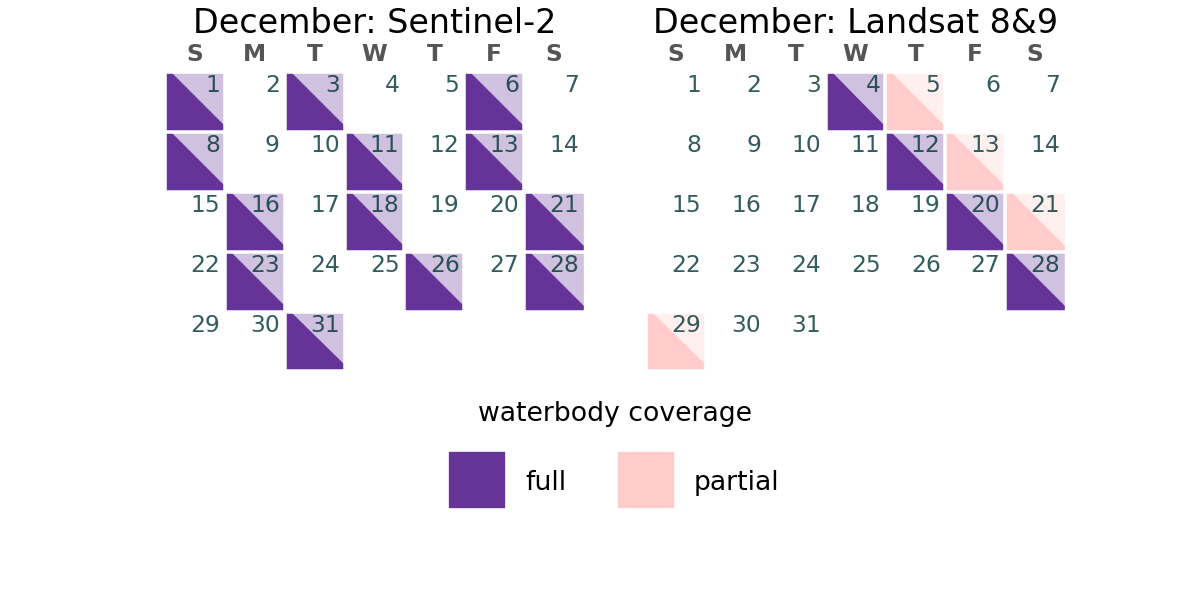 December: Sentinel-2
S M T W T F S
1 2 3 4 5 6 7
8 9 10 11 12 13 14
15 16 17 18 19 20 21
22 23 24 25 26 27 28
29 30 31
December: Landsat 8&9
S M T W T F S
1 2 3 4 5 6 7
8 9 10 11 12 13 14
15 16 17 18 19 20 21
22 23 24 25 26 27 28
29 30 31
waterbody coverage
full partial